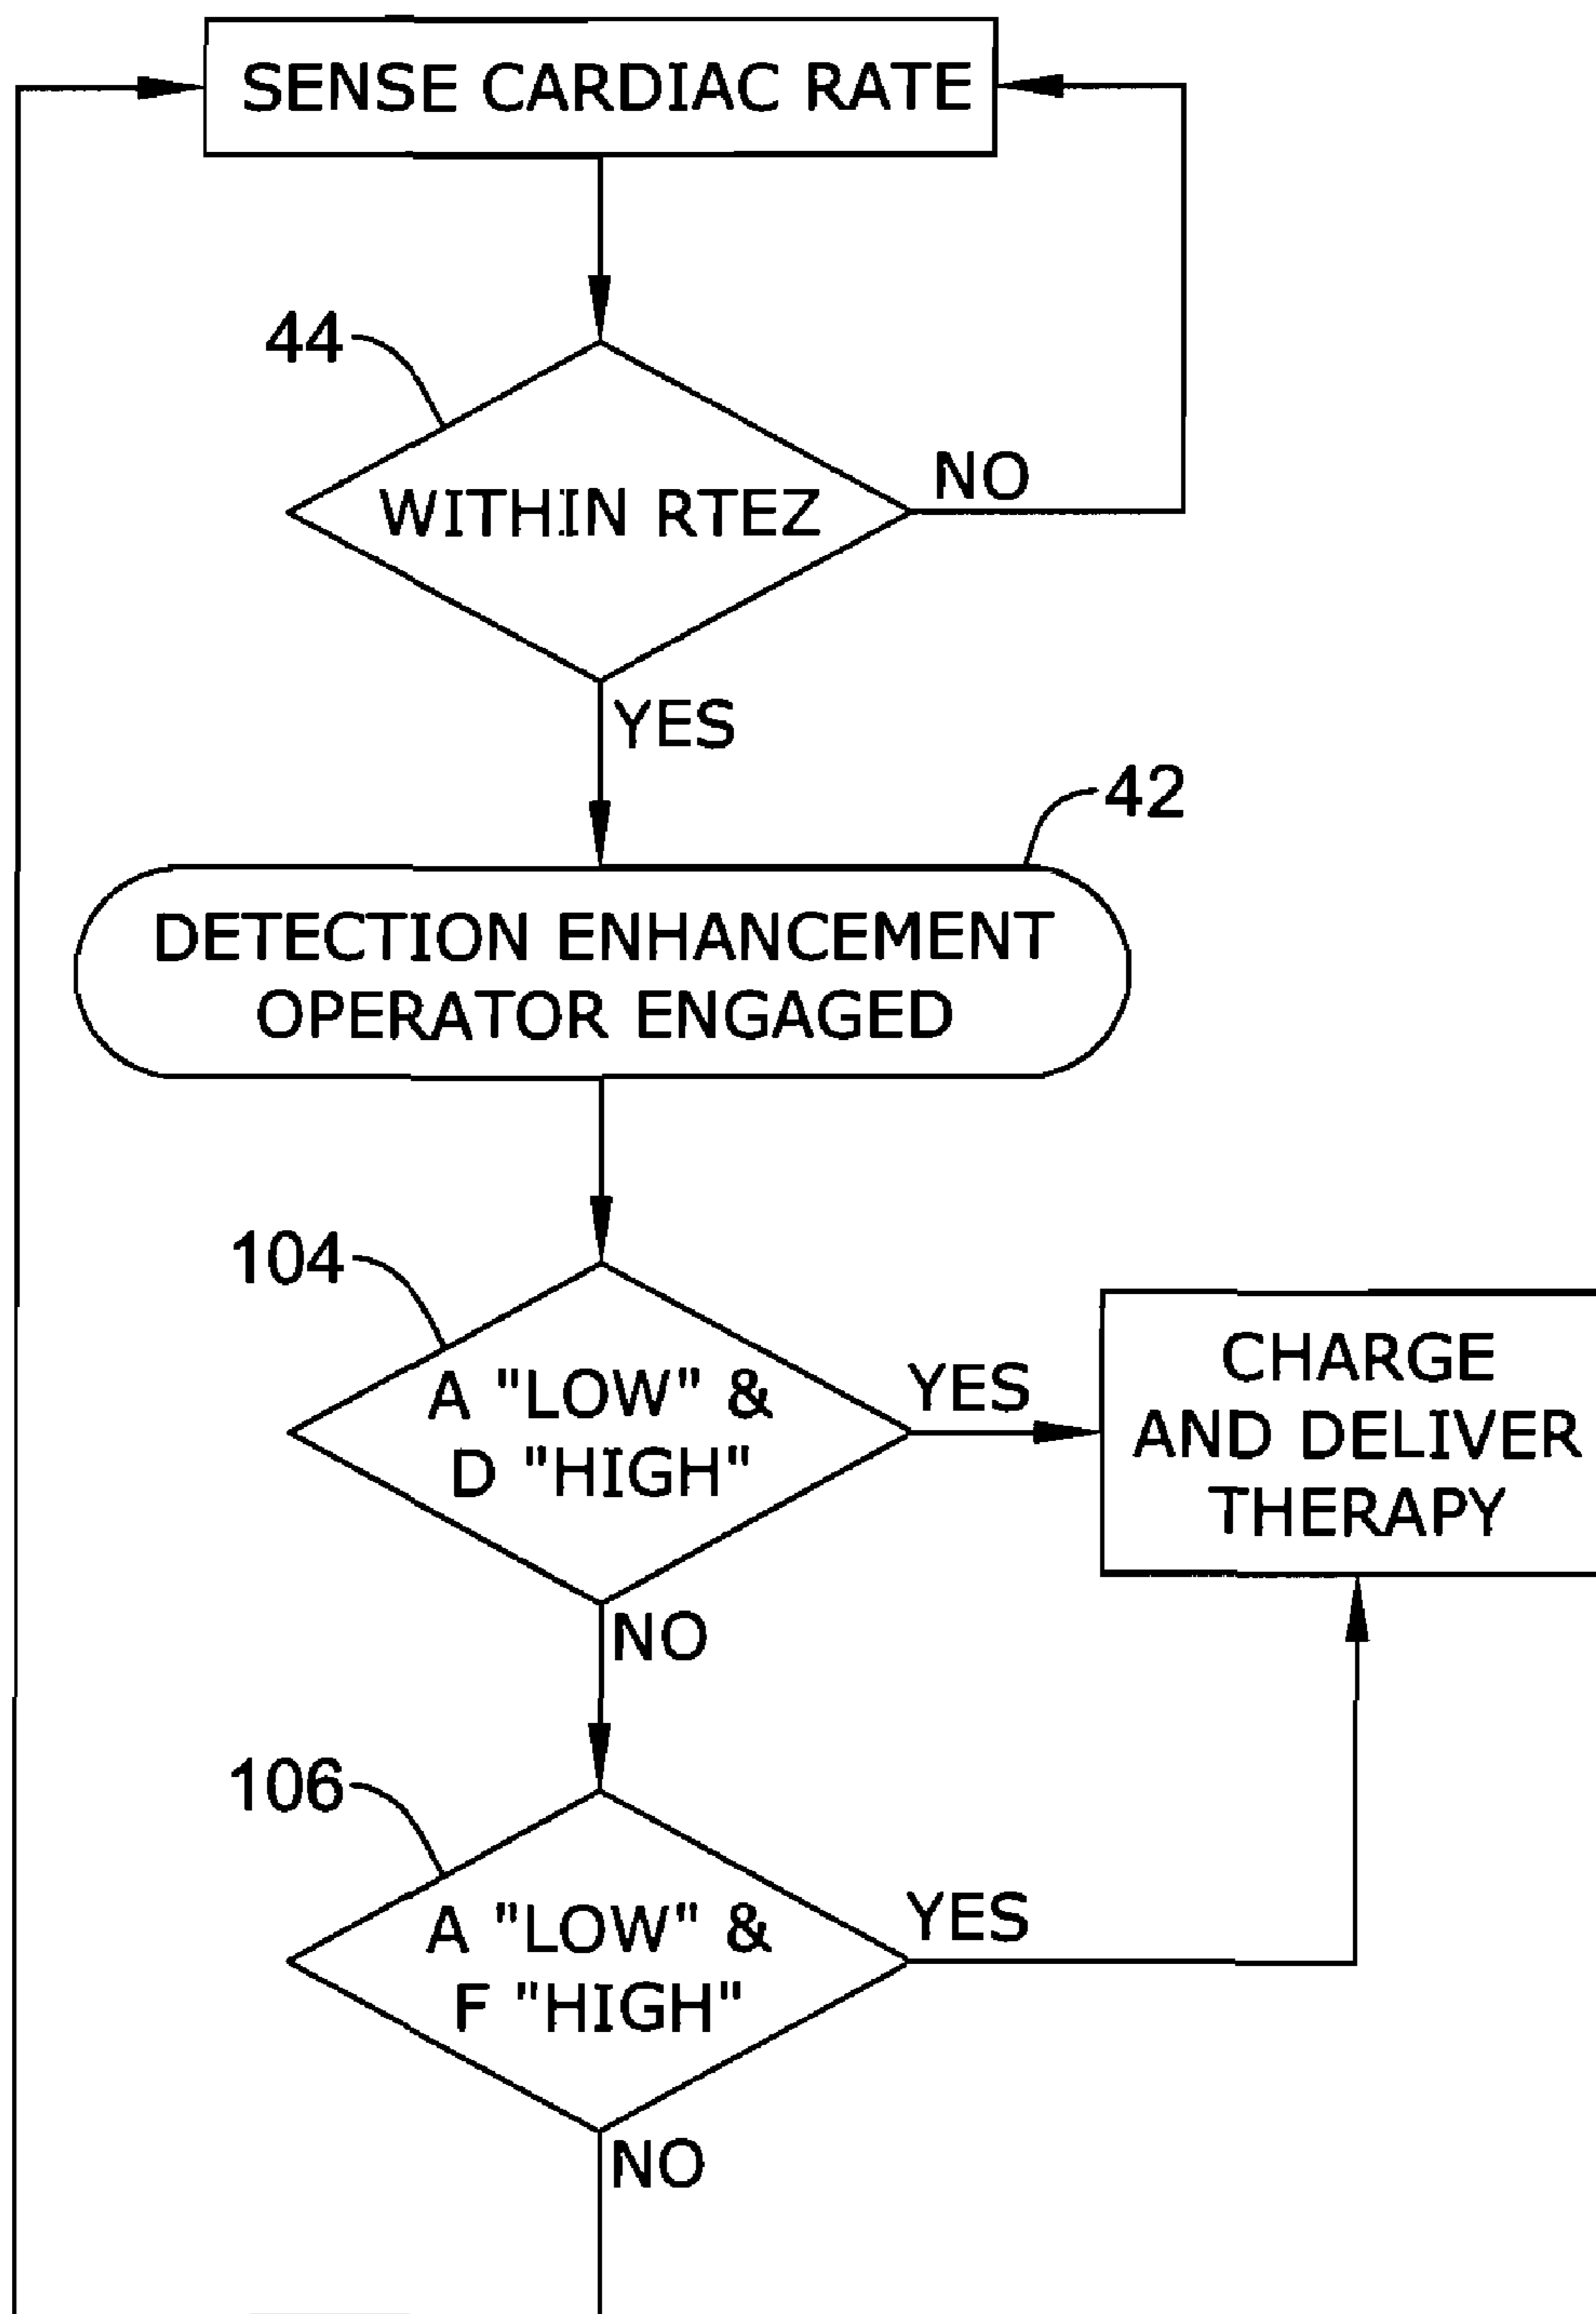 SENSE CARDIAC RATE
44
WITHIN RTEZ
NO
YES
42
DETECTION ENHANCEMENT
OPERATOR ENGAGED
104
A "LOW" &
D "HIGH"
YES
CHARGE
AND DELIVER
THERAPY
NO
106
A "LOW" &
F "HIGH"
YES
NO